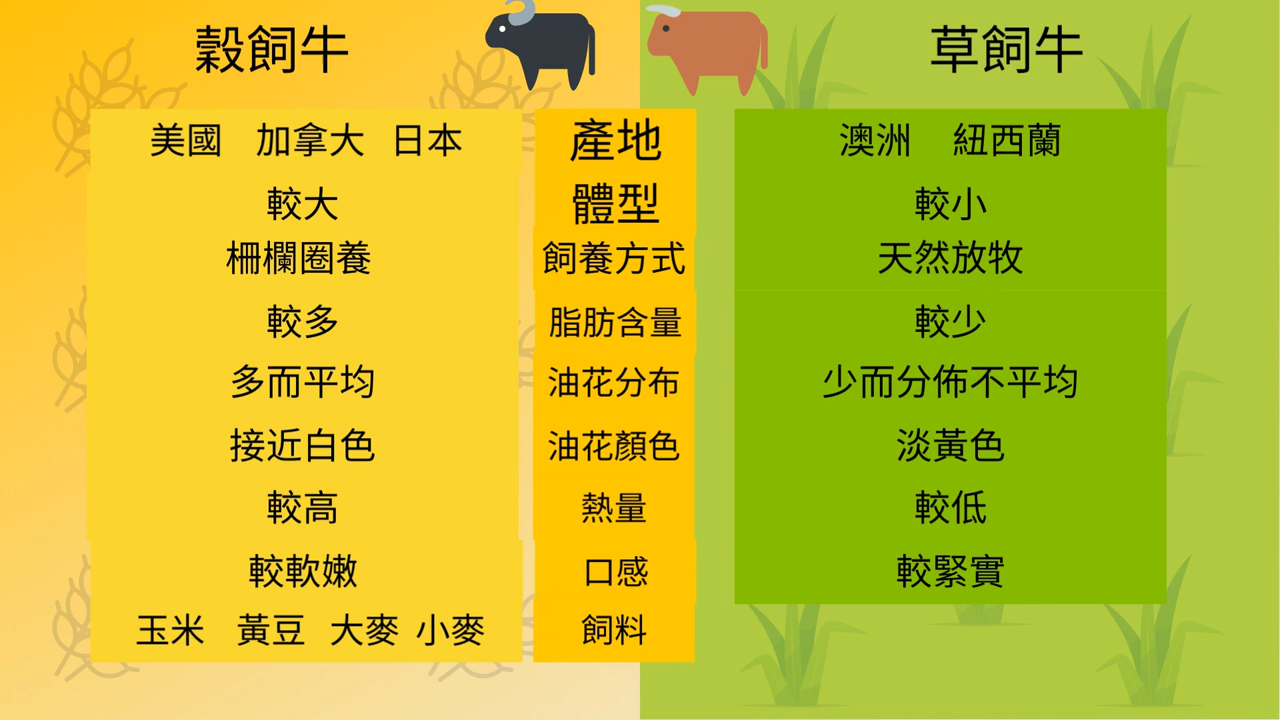 穀飼牛 草飼牛
美國 加拿大 日本 產地 澳洲 紐西蘭
較大 體型 較小
柵欄圈養 飼養方式 天然放牧
較多 脂肪含量 較少
多而平均 油花分布 少而分佈不平均
接近白色 油花顏色 淡黃色
較高 熱量 較低
較軟嫩 口感 較緊實
玉米 黃豆 大麥 小麥 飼料